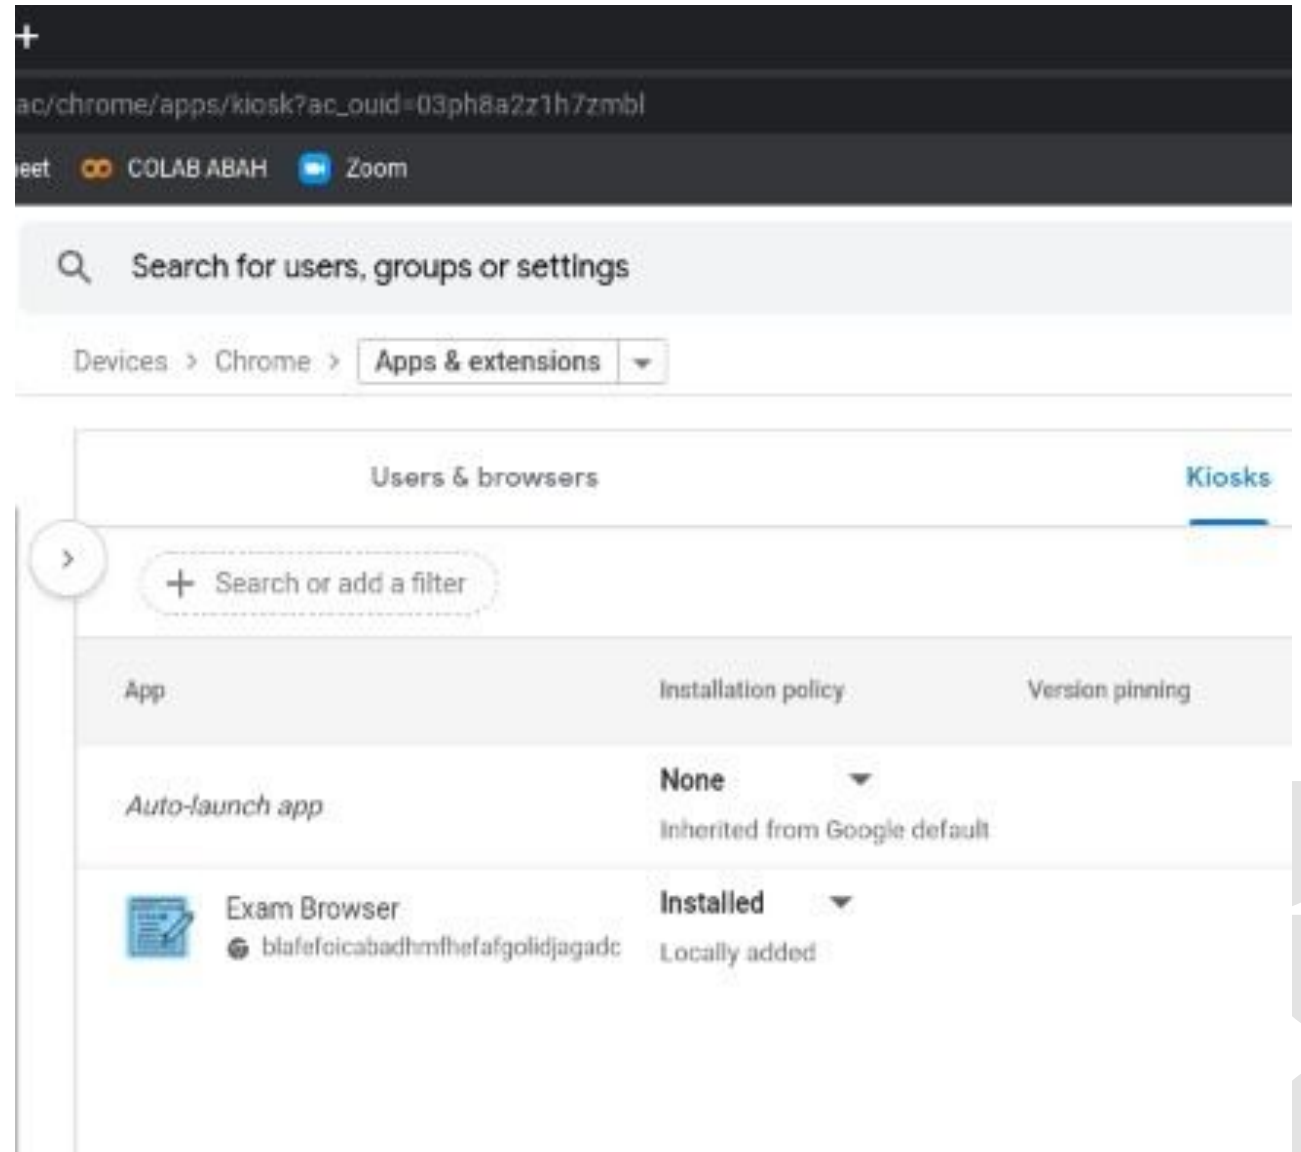 ac/chrome/apps/kiosk?ac_ouid=03ph8a2z1h7zmbl
eet COLAB ABAH Zoom
Search for users, groups or settings
Devices > Chrome > Apps & extensions
Users & browsers Kiosks
+ Search or add a filter
App Installation policy Version pinning
Auto-launch app None
Inherited from Google default
Exam Browser Installed
blafefoicabadhmfhefafgolidjagadc Locally added